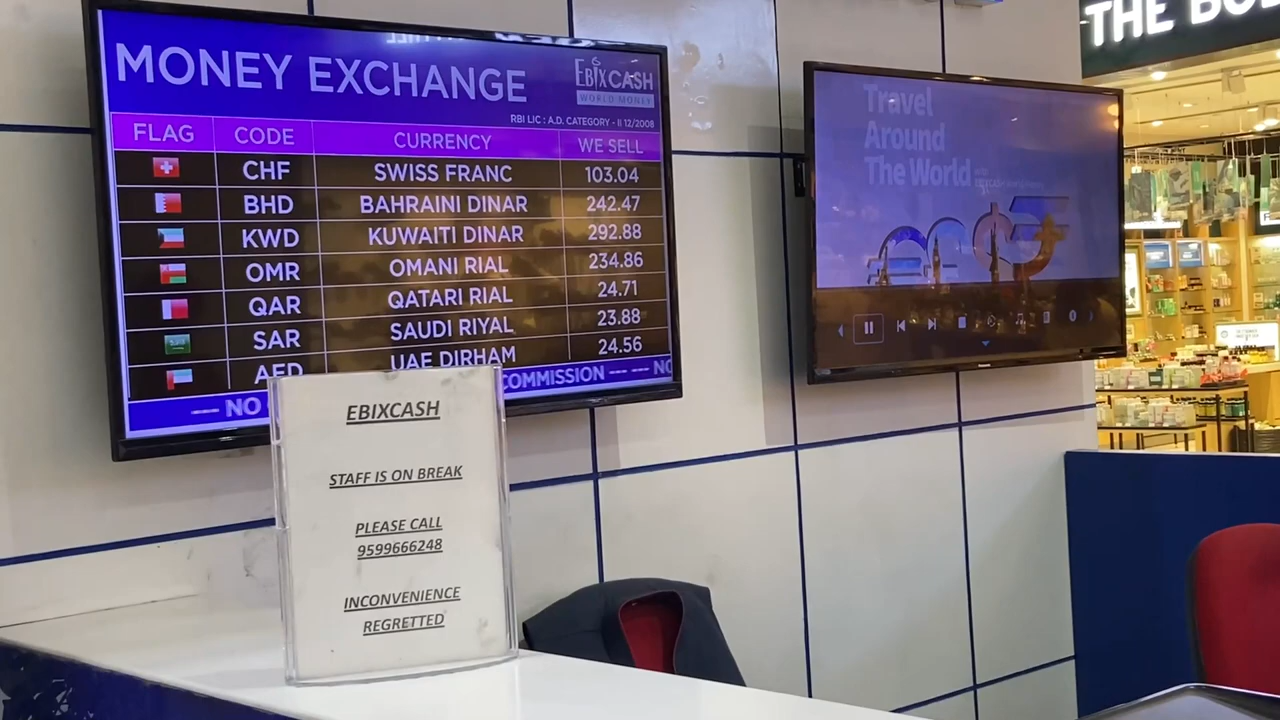 MONEY EXCHANGE
EBIXCASH
WORLD MONEY
RBI LIC : A.D. CATEGORY - II 12/2008
FLAG CODE CURRENCY WE SELL
CHF SWISS FRANC 103.04
BHD BAHRAINI DINAR 242.47
KWD KUWAITI DINAR 292.88
OMR OMANI RIAL 234.86
QAR QATARI RIAL 24.71
SAR SAUDI RIYAL 23.88
AED UAE DIRHAM 24.56
--- NO
COMMISSION --- NO
Travel
Around
The World
THE BOD
EBIXCASH
STAFF IS ON BREAK
PLEASE CALL
9599666248
INCONVENIENCE
REGRETTED